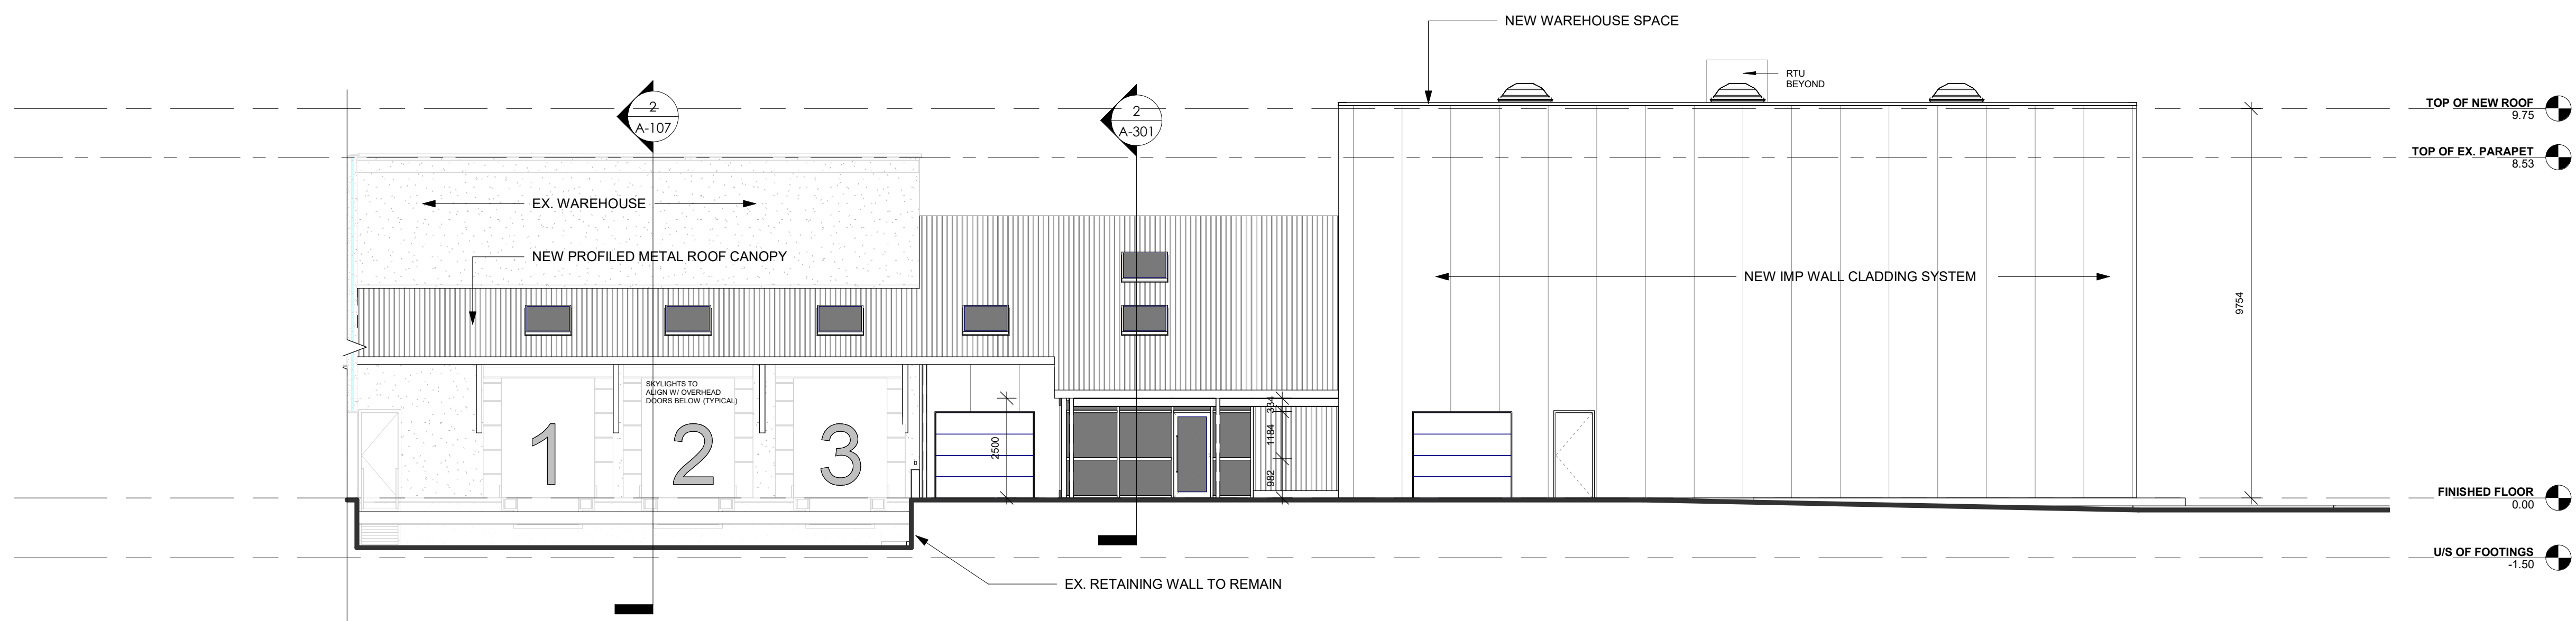 NEW WAREHOUSE SPACE
RTU
BEYOND
2
A-107
2
A-301
TOP OF NEW ROOF
9.75
TOP OF EX. PARAPET
8.53
EX. WAREHOUSE
NEW PROFILED METAL ROOF CANOPY
NEW IMP WALL CLADDING SYSTEM
9754
SKYLIGHTS TO
ALIGN W/ OVERHEAD
DOORS BELOW (TYPICAL)
1
2
3
2500
334
1184
982
FINISHED FLOOR
0.00
U/S OF FOOTINGS
-1.50
EX. RETAINING WALL TO REMAIN